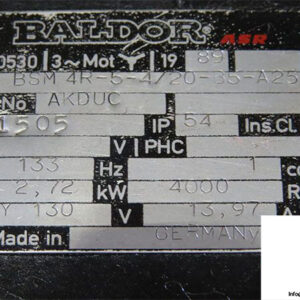 BALDOR ASR
0530 3~Mot Y 19 89
BSM 4R-5-4/20-35-A25
No AKDUC
1505 IP 54 Ins.CL
V PHC
133 Hz 1
2,72 kW 4000
Y 130 V 13,97
Made in GERMANY